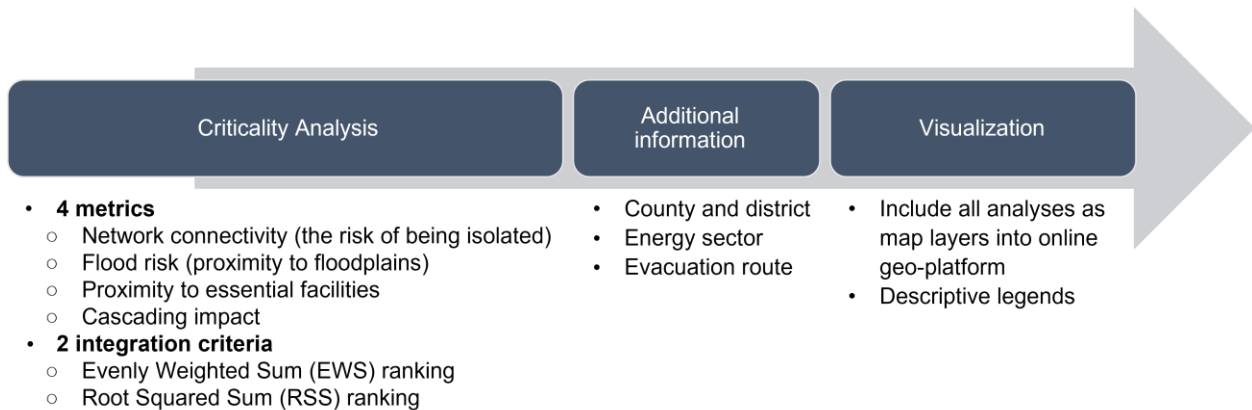 Criticality Analysis
Additional
information
Visualization
• 4 metrics
○ Network connectivity (the risk of being isolated)
○ Flood risk (proximity to floodplains)
○ Proximity to essential facilities
○ Cascading impact
• 2 integration criteria
○ Evenly Weighted Sum (EWS) ranking
○ Root Squared Sum (RSS) ranking
• County and district
• Energy sector
• Evacuation route
• Include all analyses as
map layers into online
geo-platform
• Descriptive legends